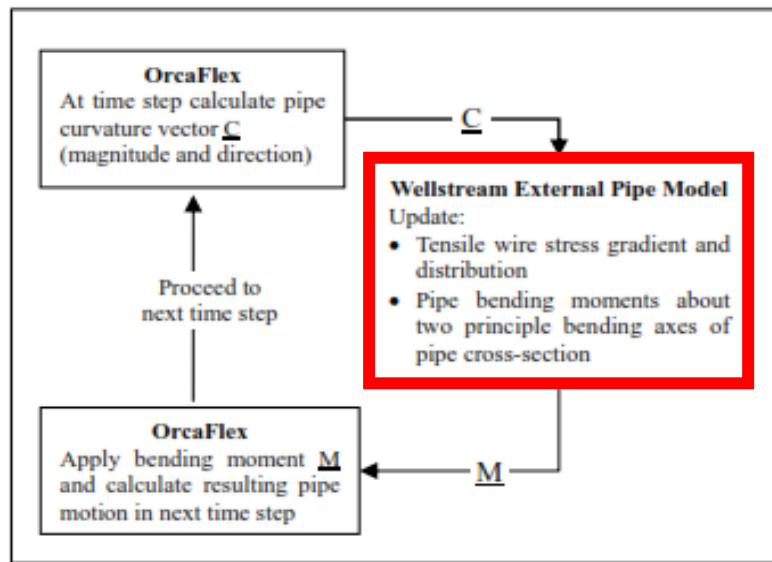 OrcaFlex
At time step calculate pipe
curvature vector C
(magnitude and direction)
C
Wellstream External Pipe Model
Update:
• Tensile wire stress gradient and
distribution
• Pipe bending moments about
two principle bending axes of
pipe cross-section
Proceed to
next time step
OrcaFlex
Apply bending moment M
and calculate resulting pipe
motion in next time step
M